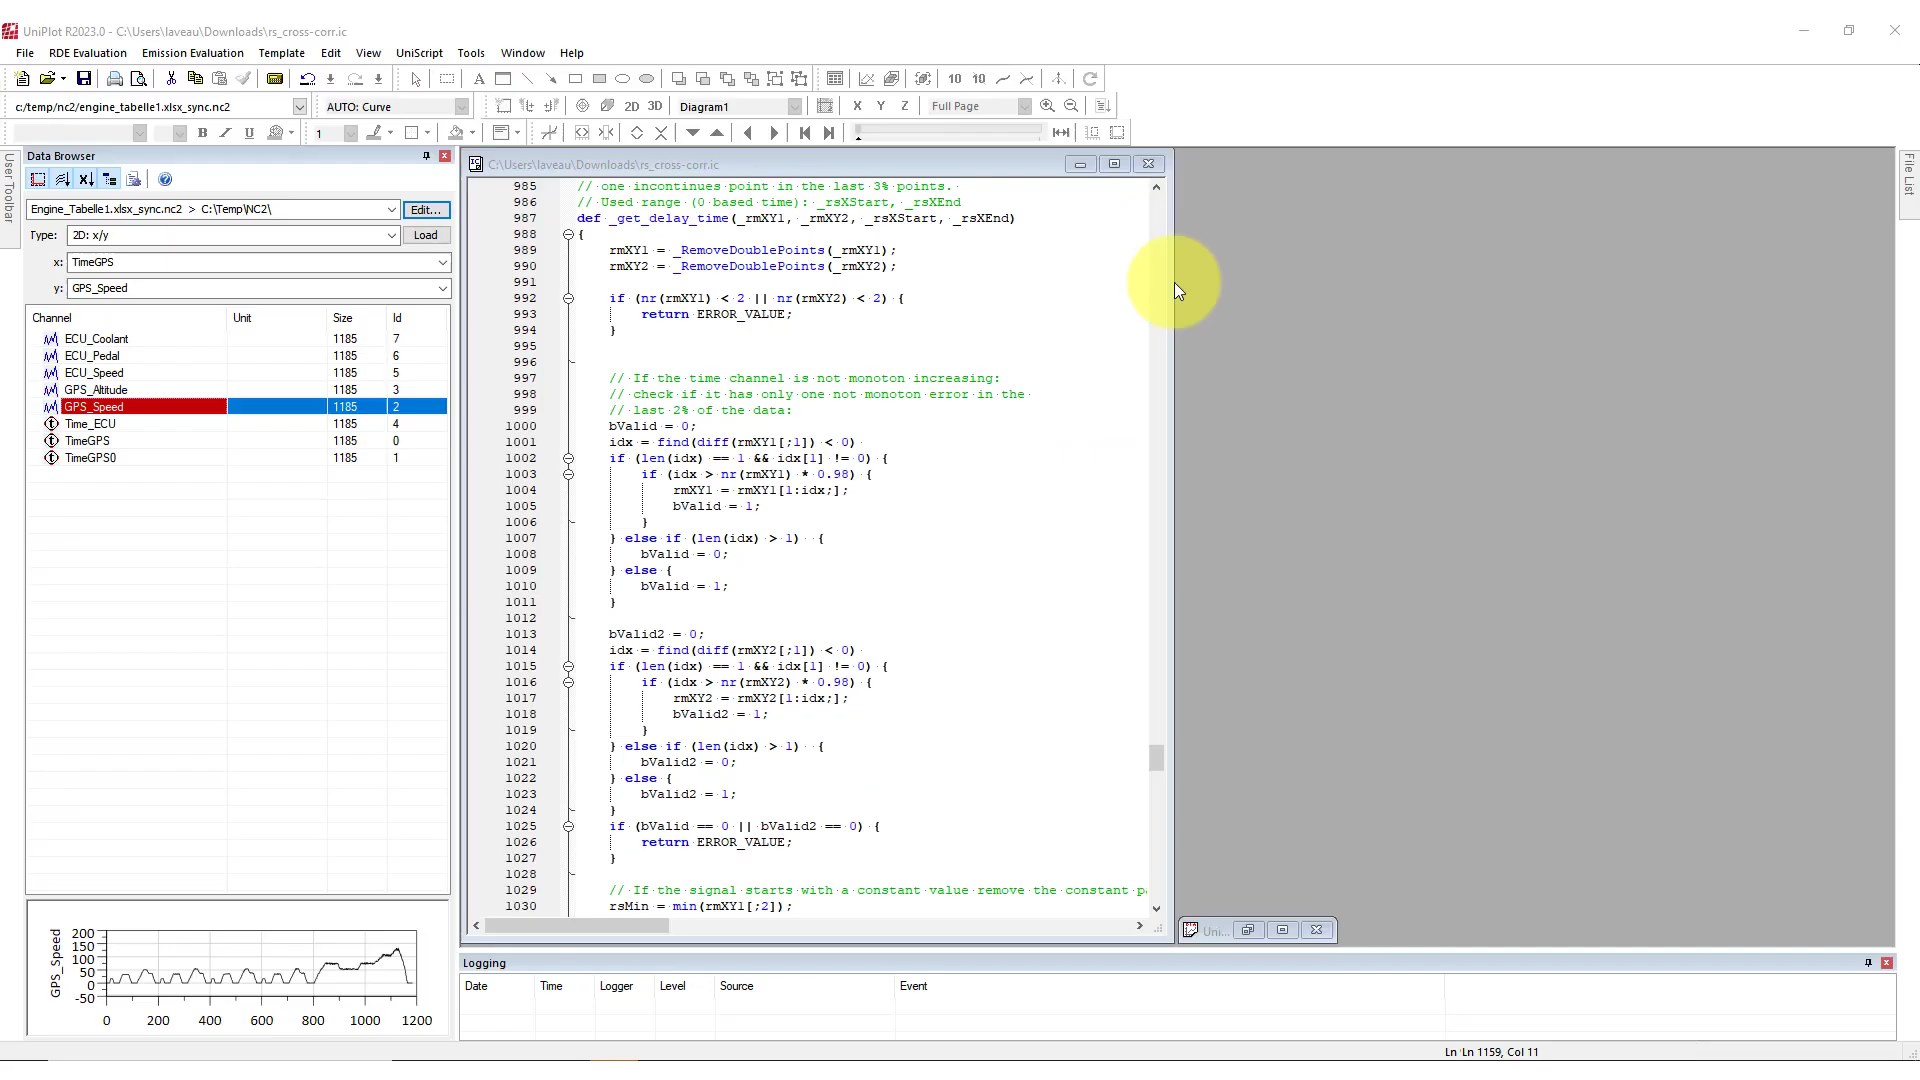 UniPlot R2023.0 - C:\Users\laveau\Downloads\rs_cross-corr.ic
File RDE Evaluation Emission Evaluation Template Edit View UniScript Tools Window Help
c:/temp/nc2/engine_tabelle1.xlsx_sync.nc2 AUTO: Curve 2D 3D Diagram1 X Y Z Full Page
B I U 1
User Toolbar
File List
Data Browser
Engine_Tabelle1.xlsx_sync.nc2 > C:\Temp\NC2\ Edit...
Type: 2D: x/y Load
x: TimeGPS
y: GPS_Speed
Channel Unit Size Id
ECU_Coolant 1185 7
ECU_Pedal 1185 6
ECU_Speed 1185 5
GPS_Altitude 1185 3
GPS_Speed 1185 2
Time_ECU 1185 4
TimeGPS 1185 0
TimeGPS0 1185 1
GPS_Speed
200
150
100
50
0
-50
0 200 400 600 800 1000 1200
C:\Users\laveau\Downloads\rs_cross-corr.ic
985 // one incontinues point in the last 3% points.
986 // Used range (0 based time): _rsXStart, _rsXEnd
987 def _get_delay_time(_rmXY1, _rmXY2, _rsXStart, _rsXEnd)
988 {
989 rmXY1 = _RemoveDoublePoints(_rmXY1);
990 rmXY2 = _RemoveDoublePoints(_rmXY2);
991
992 if (nr(rmXY1) < 2 || nr(rmXY2) < 2) {
993 return ERROR_VALUE;
994 }
995
996
997 // If the time channel is not monoton increasing:
998 // check if it has only one not monoton error in the
999 // last 2% of the data:
1000 bValid = 0;
1001 idx = find(diff(rmXY1[;1]) < 0)
1002 if (len(idx) == 1 && idx[1] != 0) {
1003 if (idx > nr(rmXY1) * 0.98) {
1004 rmXY1 = rmXY1[1:idx;];
1005 bValid = 1;
1006 }
1007 } else if (len(idx) > 1) {
1008 bValid = 0;
1009 } else {
1010 bValid = 1;
1011 }
1012
1013 bValid2 = 0;
1014 idx = find(diff(rmXY2[;1]) < 0)
1015 if (len(idx) == 1 && idx[1] != 0) {
1016 if (idx > nr(rmXY2) * 0.98) {
1017 rmXY2 = rmXY2[1:idx;];
1018 bValid2 = 1;
1019 }
1020 } else if (len(idx) > 1) {
1021 bValid2 = 0;
1022 } else {
1023 bValid2 = 1;
1024 }
1025 if (bValid == 0 || bValid2 == 0) {
1026 return ERROR_VALUE;
1027 }
1028
1029 // If the signal starts with a constant value remove the constant p
1030 rsMin = min(rmXY1[;2]);
Uni...
Logging
Date Time Logger Level Source Event
Ln Ln 1159, Col 11